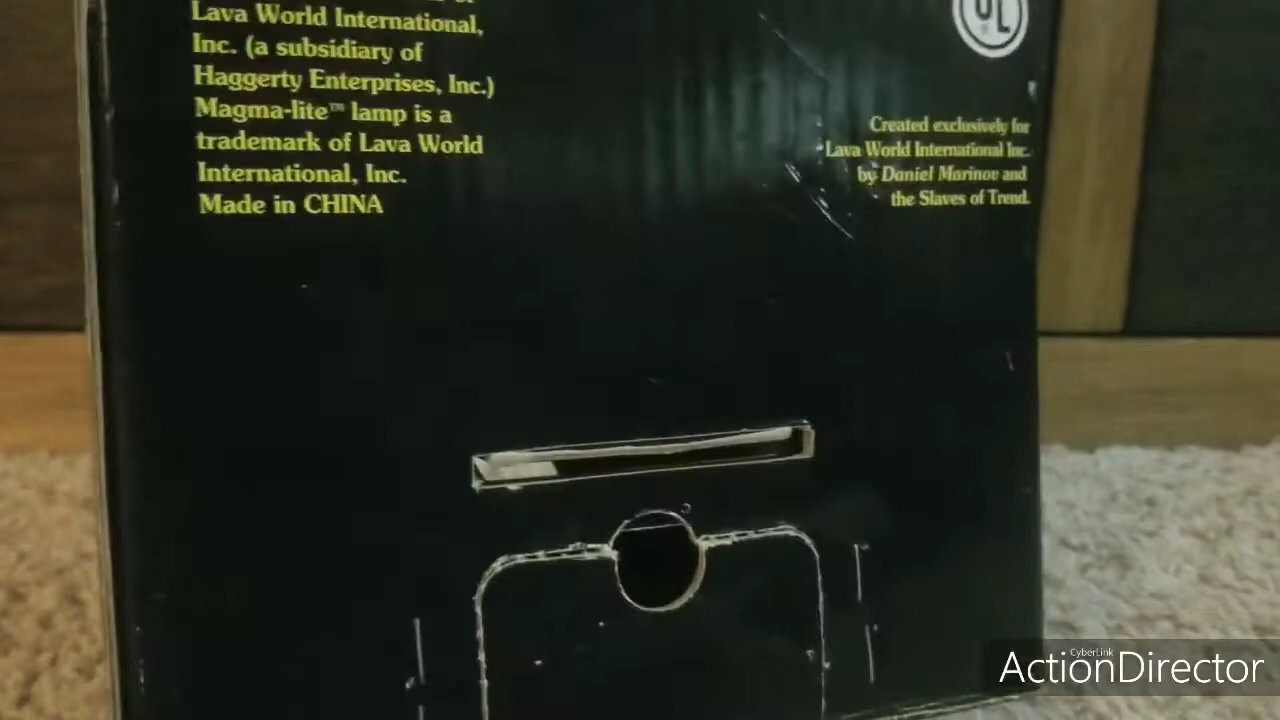 Lava World International,
Inc. (a subsidiary of
Haggerty Enterprises, Inc.)
Magma-lite™ lamp is a
trademark of Lava World
International, Inc.
Made in CHINA
UL
Created exclusively for
Lava World International Inc.
by Daniel Marinov and
the Slaves of Trend.
CyberLink
ActionDirector